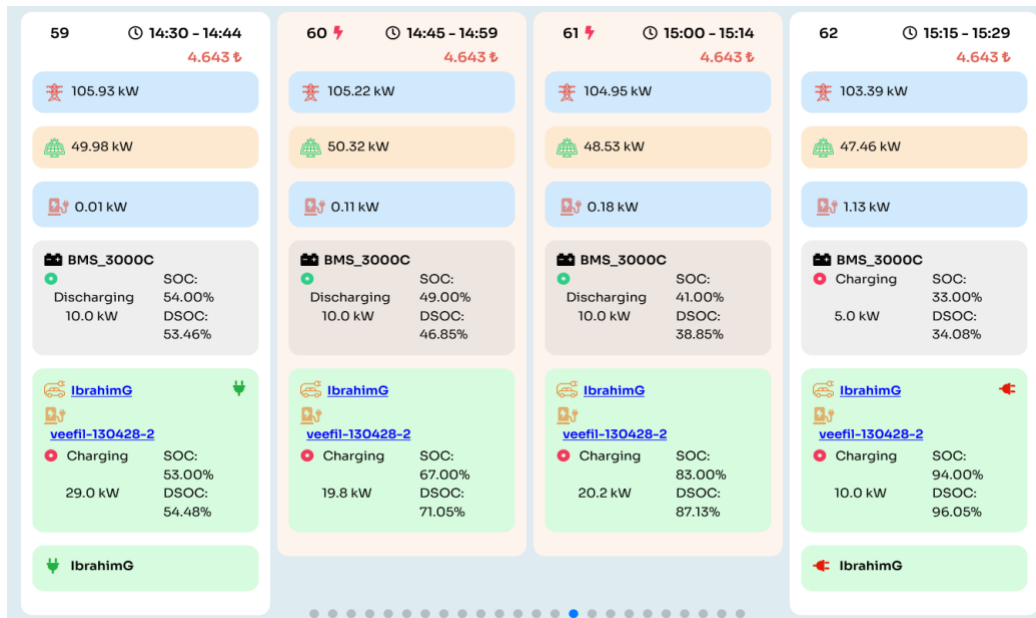 59 14:30 - 14:44
4.643 ₺
105.93 kW
49.98 kW
0.01 kW
BMS_3000C
Discharging
10.0 kW
SOC:
54.00%
DSOC:
53.46%
IbrahimG
veefil-130428-2
Charging
29.0 kW
SOC:
53.00%
DSOC:
54.48%
IbrahimG
60 14:45 - 14:59
4.643 ₺
105.22 kW
50.32 kW
0.11 kW
BMS_3000C
Discharging
10.0 kW
SOC:
49.00%
DSOC:
46.85%
IbrahimG
veefil-130428-2
Charging
19.8 kW
SOC:
67.00%
DSOC:
71.05%
61 15:00 - 15:14
4.643 ₺
104.95 kW
48.53 kW
0.18 kW
BMS_3000C
Discharging
10.0 kW
SOC:
41.00%
DSOC:
38.85%
IbrahimG
veefil-130428-2
Charging
20.2 kW
SOC:
83.00%
DSOC:
87.13%
62 15:15 - 15:29
4.643 ₺
103.39 kW
47.46 kW
1.13 kW
BMS_3000C
Charging
5.0 kW
SOC:
33.00%
DSOC:
34.08%
IbrahimG
veefil-130428-2
Charging
10.0 kW
SOC:
94.00%
DSOC:
96.05%
IbrahimG